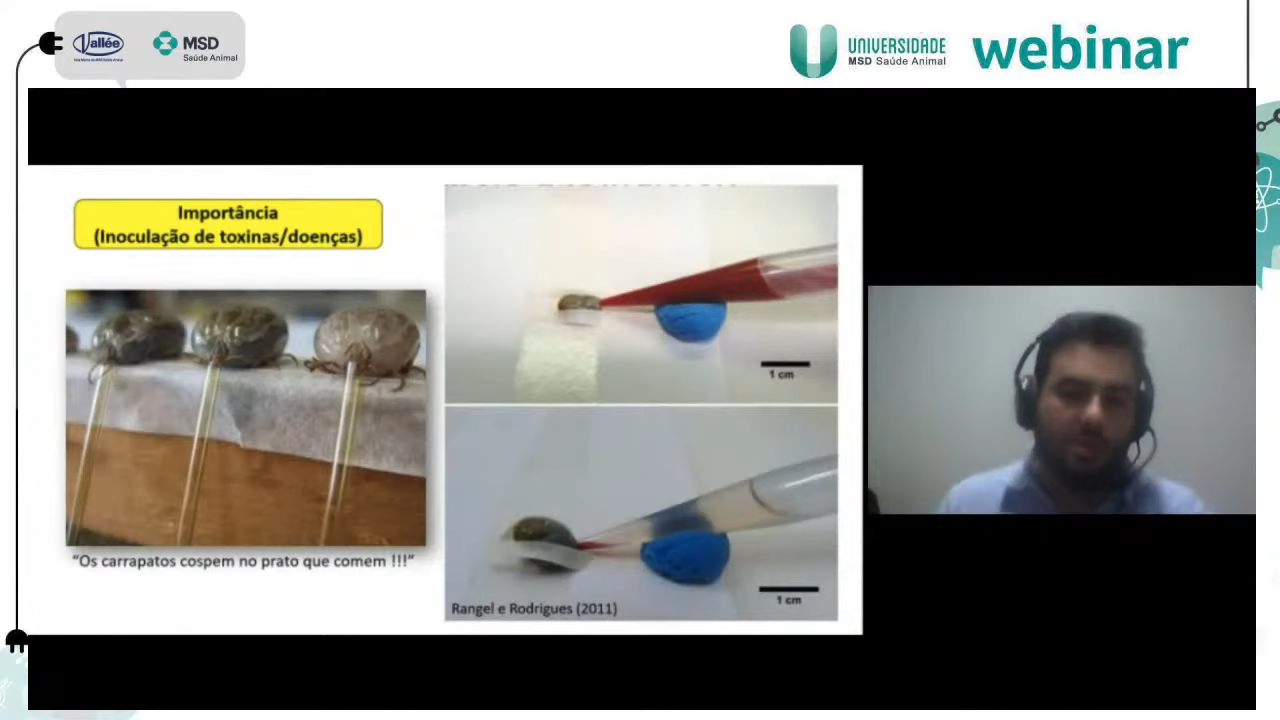 Vallée
MSD
Saúde Animal
UNIVERSIDADE
MSD Saúde Animal
webinar
Importância
(Inoculação de toxinas/doenças)
1 cm
"Os carrapatos cospem no prato que comem !!!"
1 cm
Rangel e Rodrigues (2011)